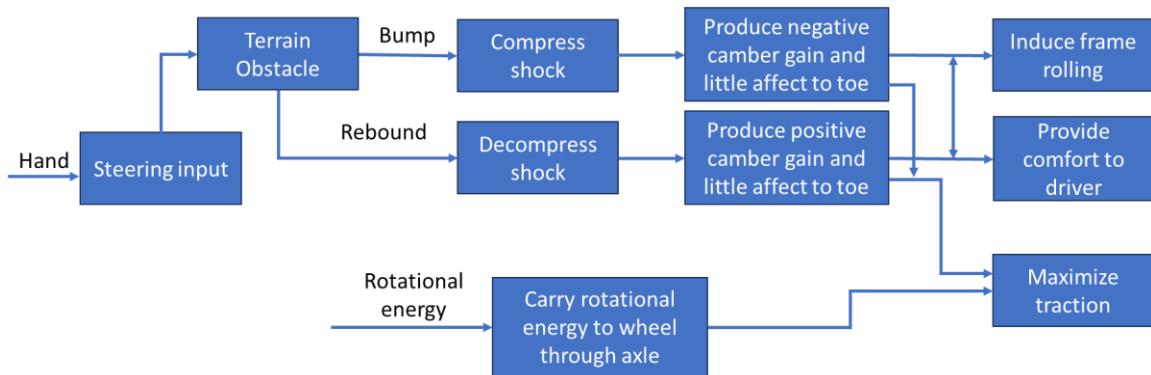 Terrain
Obstacle
Bump
Compress
shock
Produce negative
camber gain and
little affect to toe
Induce frame
rolling
Hand
Steering input
Rebound
Decompress
shock
Produce positive
camber gain and
little affect to toe
Provide
comfort to
driver
Rotational
energy
Carry rotational
energy to wheel
through axle
Maximize
traction